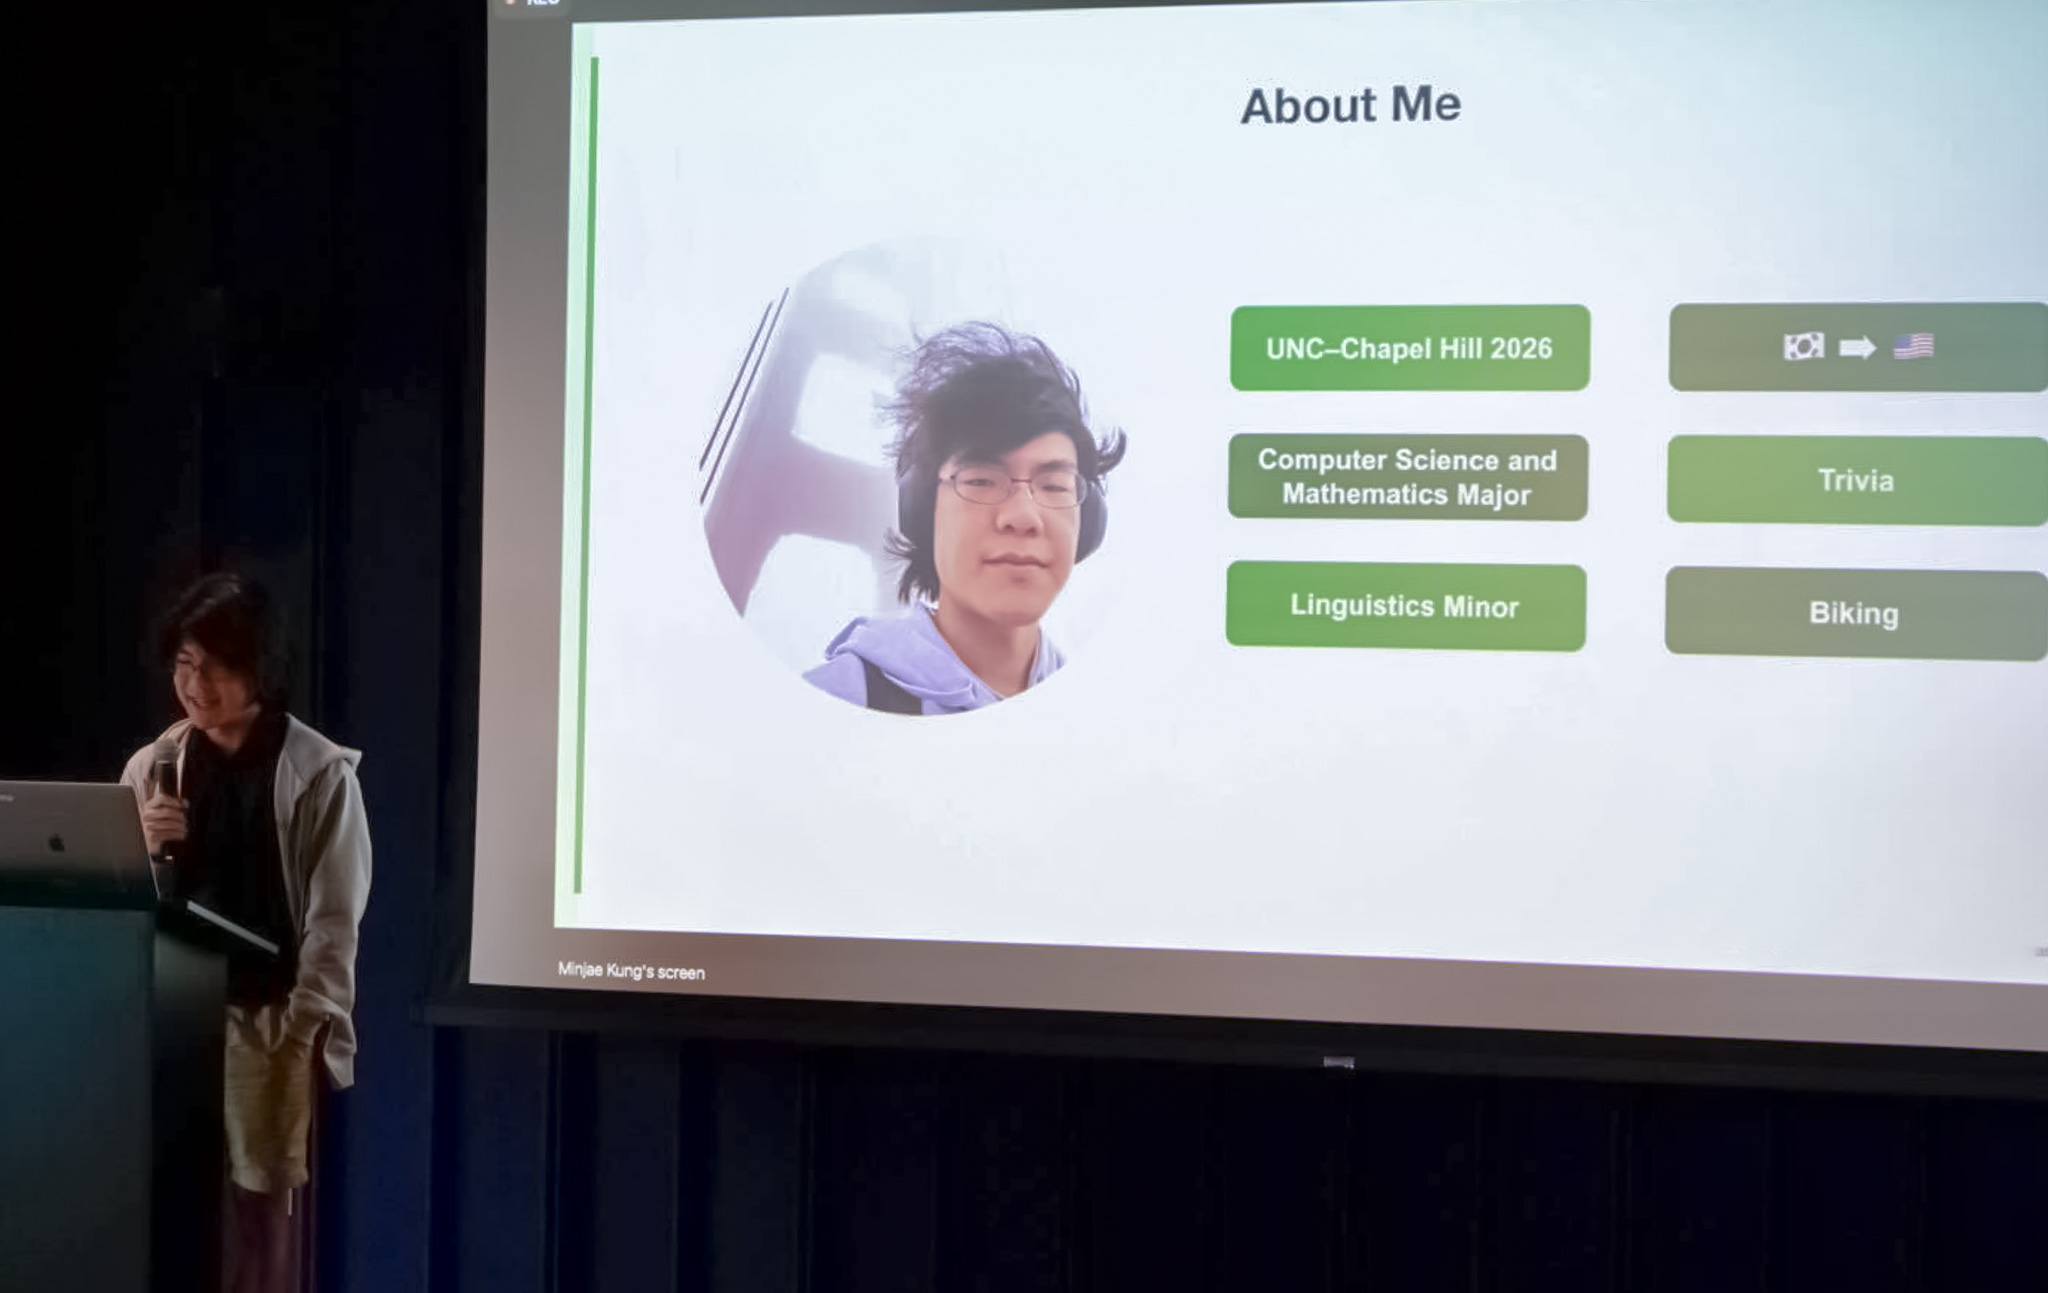 About Me
UNC–Chapel Hill 2026
Computer Science and
Mathematics Major
Linguistics Minor
Trivia
Biking
Minjae Kung's screen